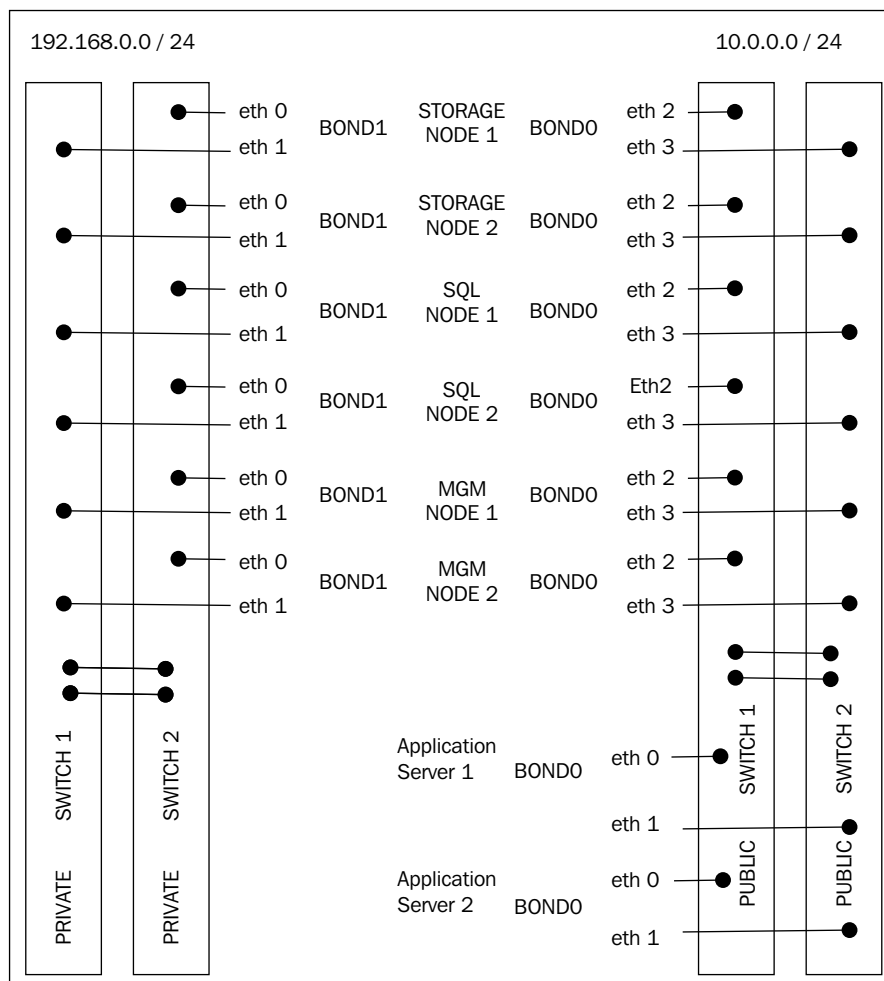 192.168.0.0 / 24
10.0.0.0 / 24
eth 0
BOND1
STORAGE
NODE 1
BOND0
eth 2
eth 1
eth 3
eth 0
BOND1
STORAGE
NODE 2
BOND0
eth 2
eth 1
eth 3
eth 0
BOND1
SQL
NODE 1
BOND0
eth 2
eth 1
eth 3
eth 0
BOND1
SQL
NODE 2
BOND0
Eth2
eth 1
eth 3
eth 0
BOND1
MGM
NODE 1
BOND0
eth 2
eth 1
eth 3
eth 0
BOND1
MGM
NODE 2
BOND0
eth 2
eth 1
eth 3
PRIVATE SWITCH 1
PRIVATE SWITCH 2
Application
Server 1
BOND0
eth 0
eth 1
Application
Server 2
BOND0
eth 0
eth 1
PUBLIC SWITCH 1
PUBLIC SWITCH 2